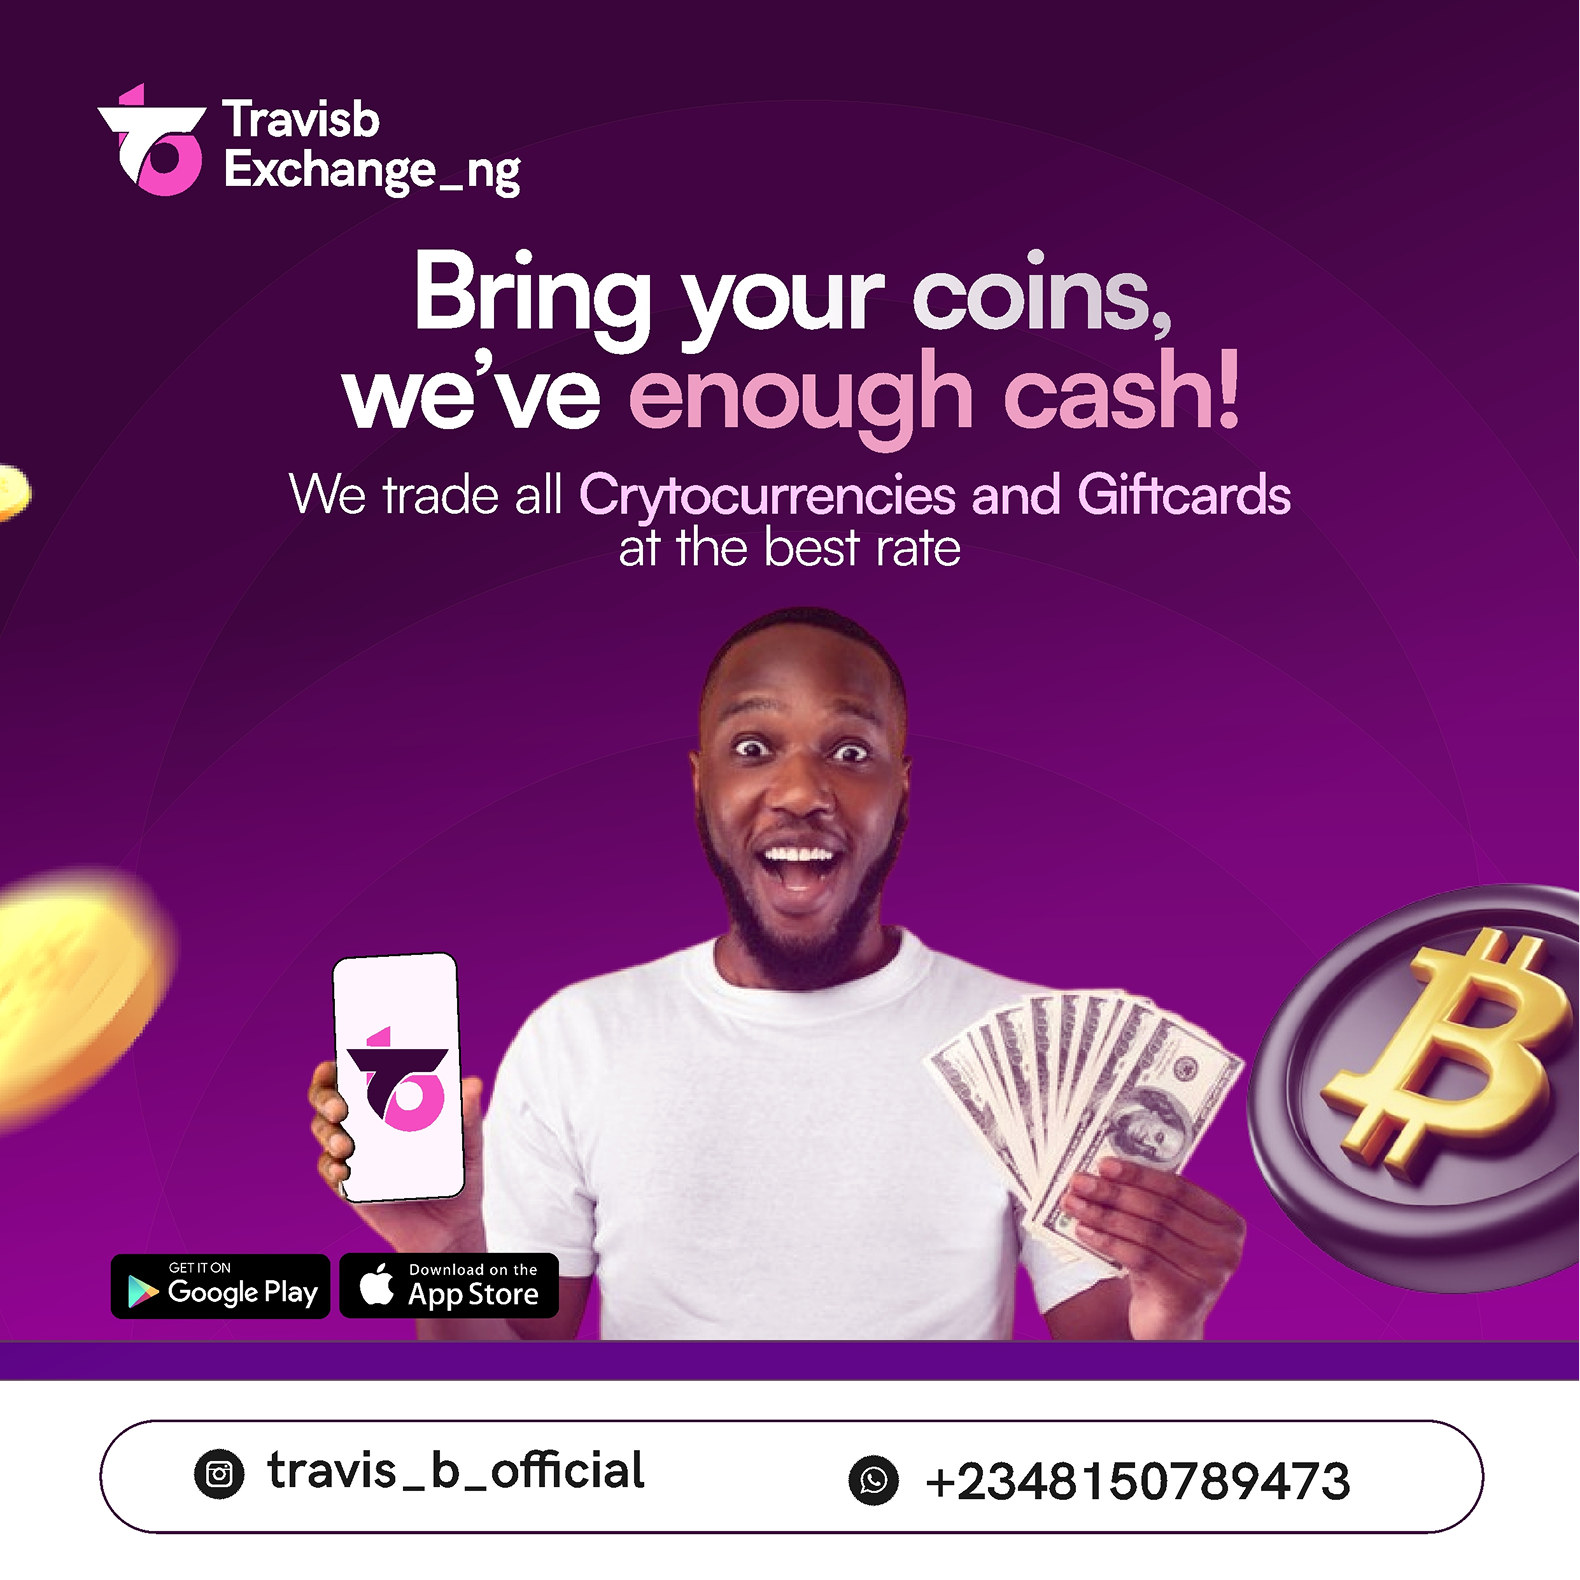 Travisb
Exchange_ng
Bring your coins,
we've enough cash!
We trade all Crytocurrencies and Giftcards
at the best rate
GET IT ON
Google Play
Download on the
App Store
travis_b_official
+2348150789473